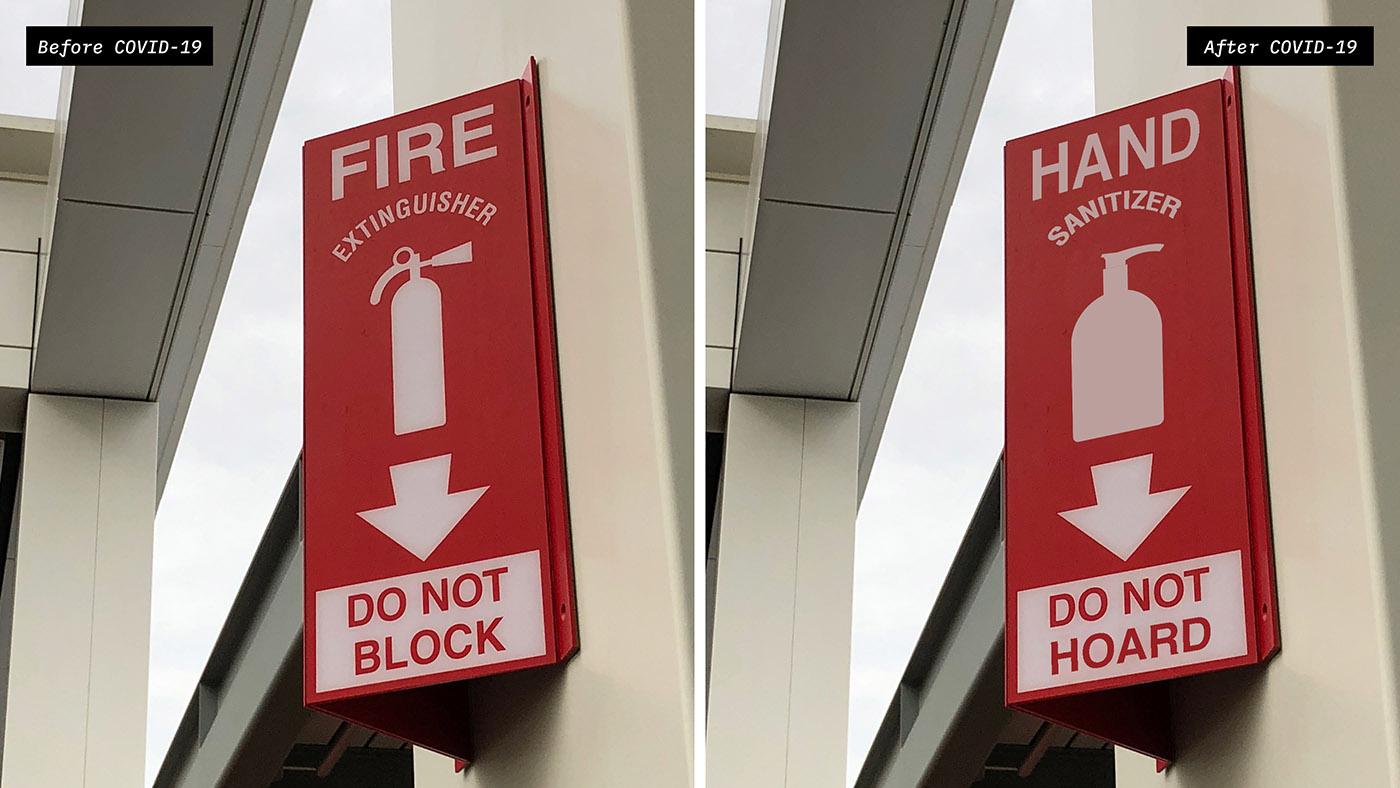 Before COVID-19
FIRE
EXTINGUISHER
DO NOT
BLOCK
After COVID-19
HAND
SANITIZER
DO NOT
HOARD